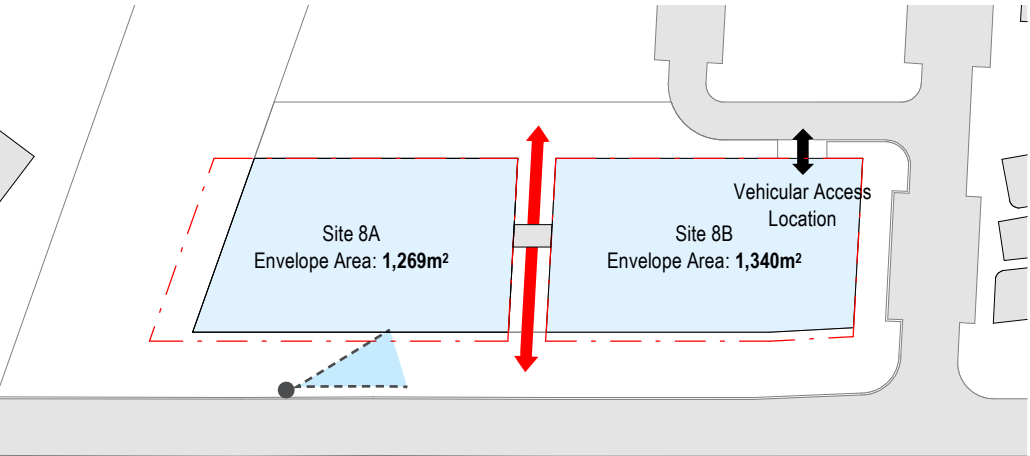 Vehicular Access
Location
Site 8A
Envelope Area: 1,269m²
Site 8B
Envelope Area: 1,340m²